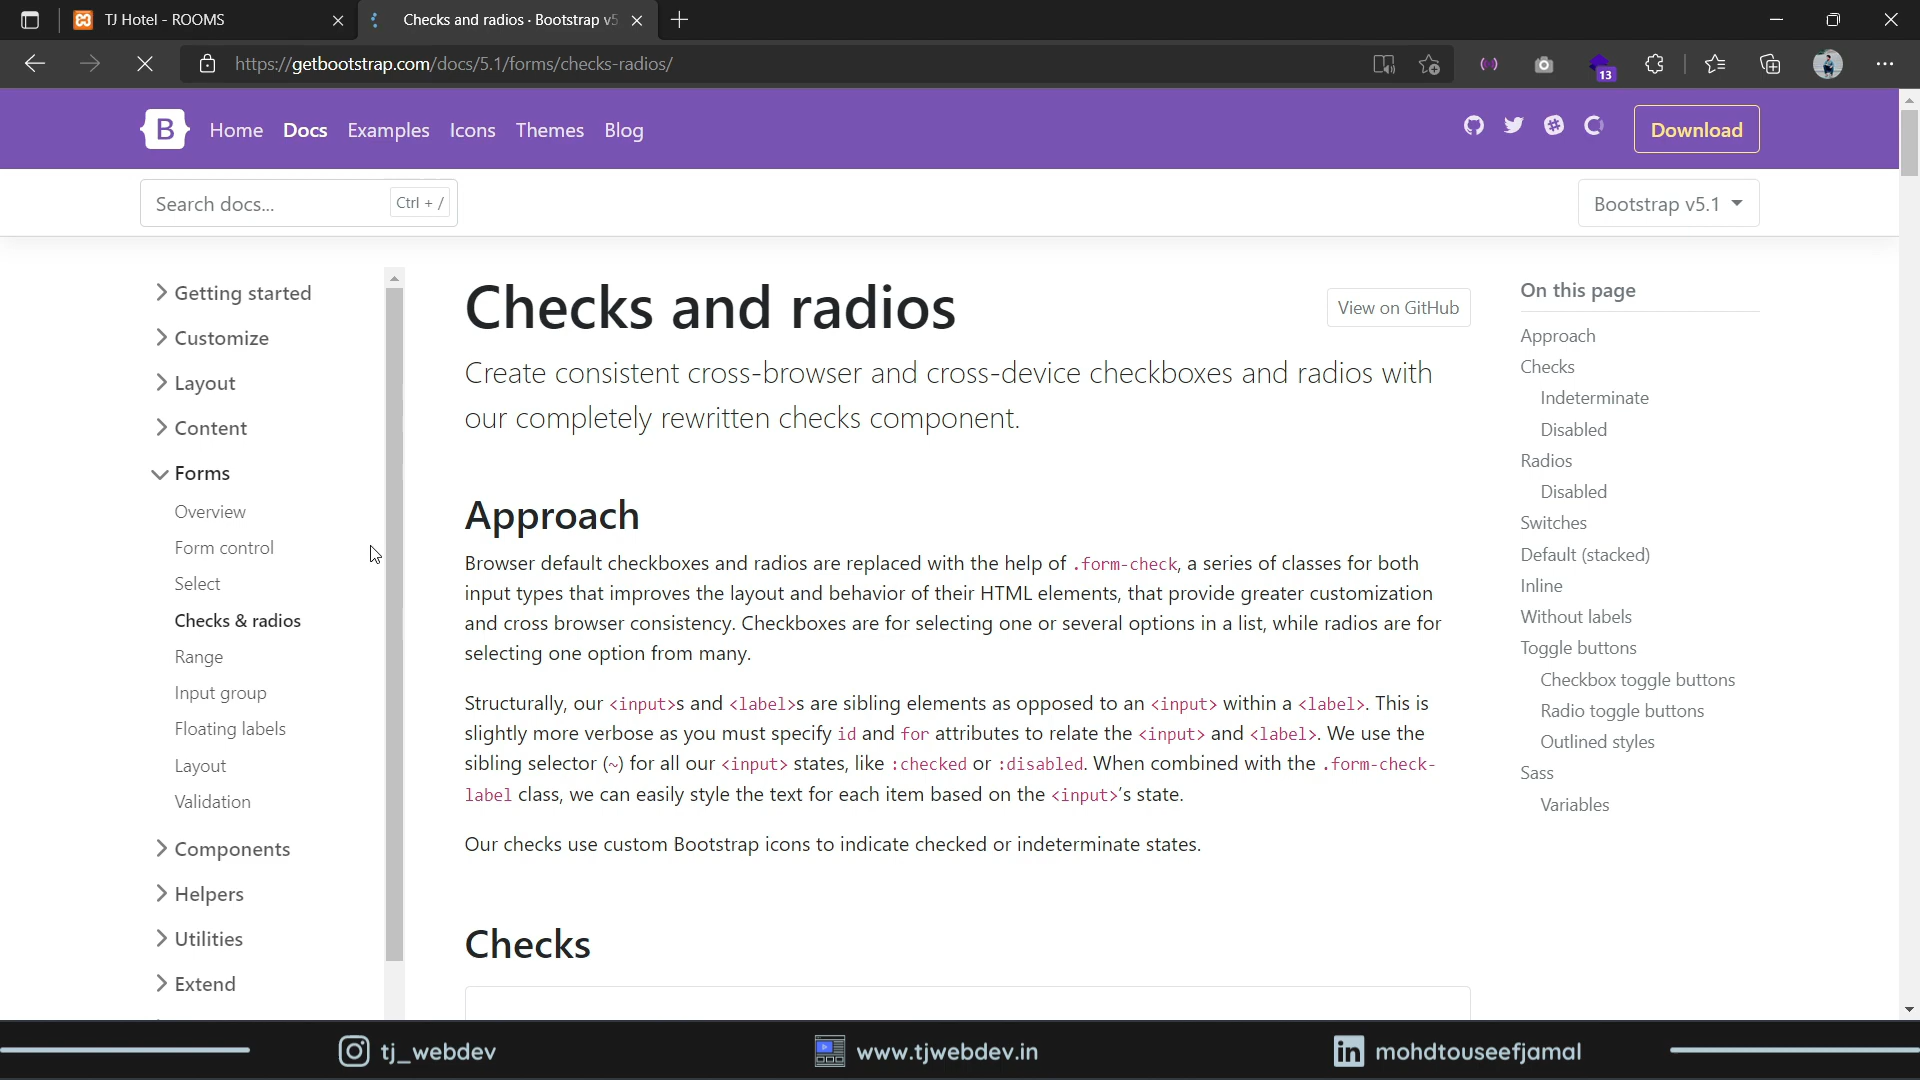 TJ Hotel - ROOMS
Checks and radios · Bootstrap v5
https://getbootstrap.com/docs/5.1/forms/checks-radios/
13
B
Home
Docs
Examples
Icons
Themes
Blog
Download
Search docs...
Ctrl + /
Bootstrap v5.1
Getting started
Customize
Layout
Content
Forms
Overview
Form control
Select
Checks & radios
Range
Input group
Floating labels
Layout
Validation
Components
Helpers
Utilities
Extend
Checks and radios
View on GitHub
Create consistent cross-browser and cross-device checkboxes and radios with
our completely rewritten checks component.
Approach
Browser default checkboxes and radios are replaced with the help of .form-check, a series of classes for both
input types that improves the layout and behavior of their HTML elements, that provide greater customization
and cross browser consistency. Checkboxes are for selecting one or several options in a list, while radios are for
selecting one option from many.
Structurally, our <input>s and <label>s are sibling elements as opposed to an <input> within a <label>. This is
slightly more verbose as you must specify id and for attributes to relate the <input> and <label>. We use the
sibling selector (~) for all our <input> states, like :checked or :disabled. When combined with the .form-check-
label class, we can easily style the text for each item based on the <input>'s state.
Our checks use custom Bootstrap icons to indicate checked or indeterminate states.
Checks
On this page
Approach
Checks
Indeterminate
Disabled
Radios
Disabled
Switches
Default (stacked)
Inline
Without labels
Toggle buttons
Checkbox toggle buttons
Radio toggle buttons
Outlined styles
Sass
Variables
tj_webdev
www.tjwebdev.in
in mohdtouseefjamal